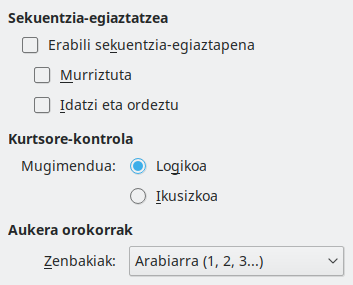 Sekuentzia-egiaztatzea
Erabili sekuentzia-egiaztapena
Murriztuta
Idatzi eta ordeztu
Kurtsore-kontrola
Mugimendua: Logikoa
Ikusizkoa
Aukera orokorrak
Zenbakiak: Arabiarra (1, 2, 3...)